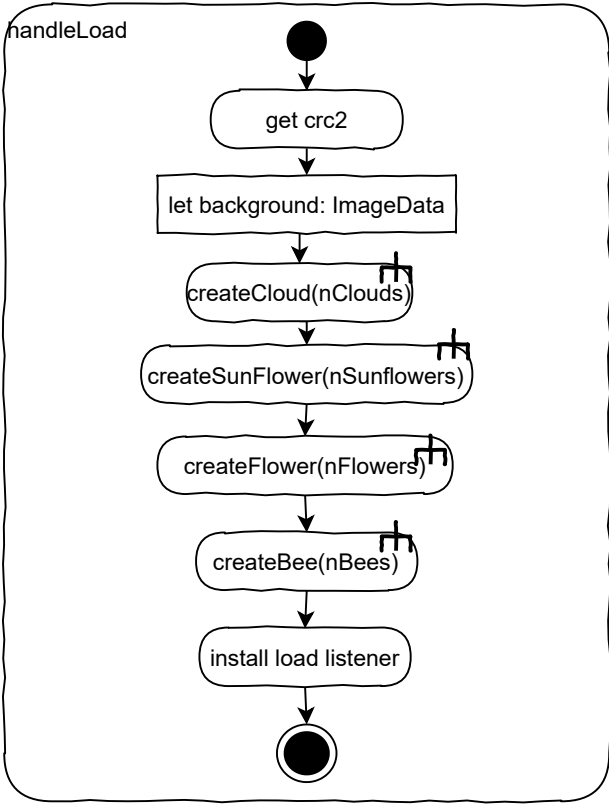 handleLoad
get crc2
let background: ImageData
createCloud(nClouds)
createSunFlower(nSunflowers)
createFlower(nFlowers)
createBee(nBees)
install load listener